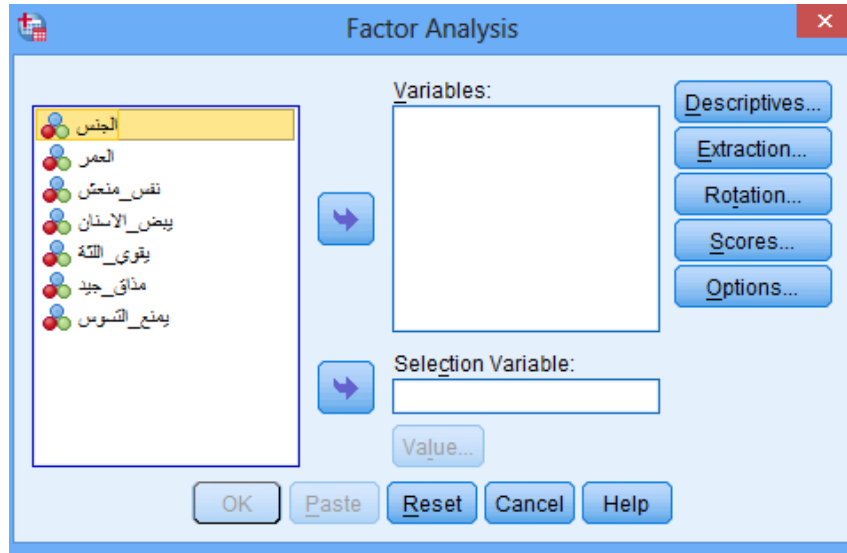 Factor Analysis
Variables:
الجنس
العمر
نفس_منعش
يبض_الاسنان
يقوي_اللثة
مذاق_جيد
يمنع_التسوس
Descriptives...
Extraction...
Rotation...
Scores...
Options...
Selection Variable:
Value...
OK Paste Reset Cancel Help